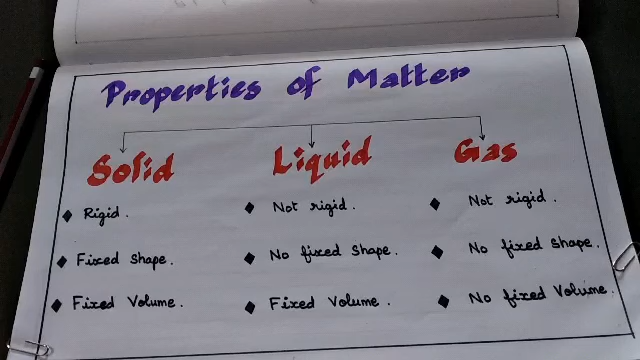 Properties of Matter
Solid Liquid Gas
Rigid. Not rigid. Not rigid.
Fixed shape. No fixed shape. No fixed shape.
Fixed Volume. Fixed Volume. No fixed Volume.